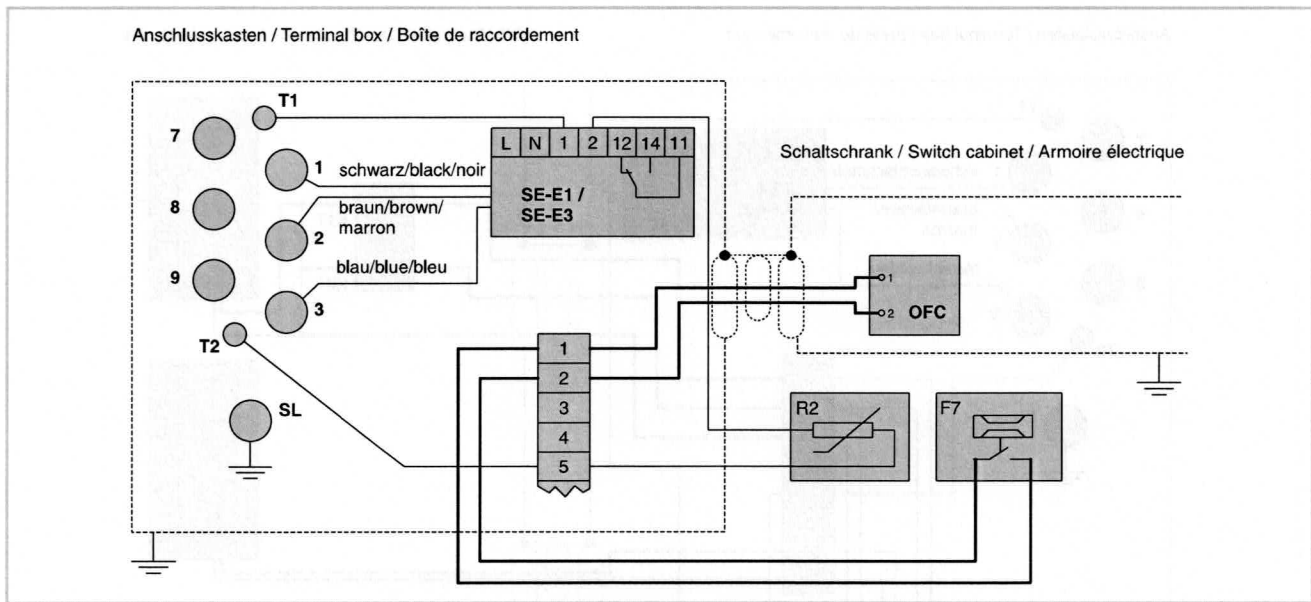 Anschlusskasten / Terminal box / Boîte de raccordement
T1
7
1
schwarz/black/noir
L N 1 2 12 14 11
SE-E1 /
SE-E3
Schaltschrank / Switch cabinet / Armoire électrique
8
2
braun/brown/
marron
9
3
blau/blue/bleu
T2
1
2
OFC
1
2
3
4
5
SL
R2
F7